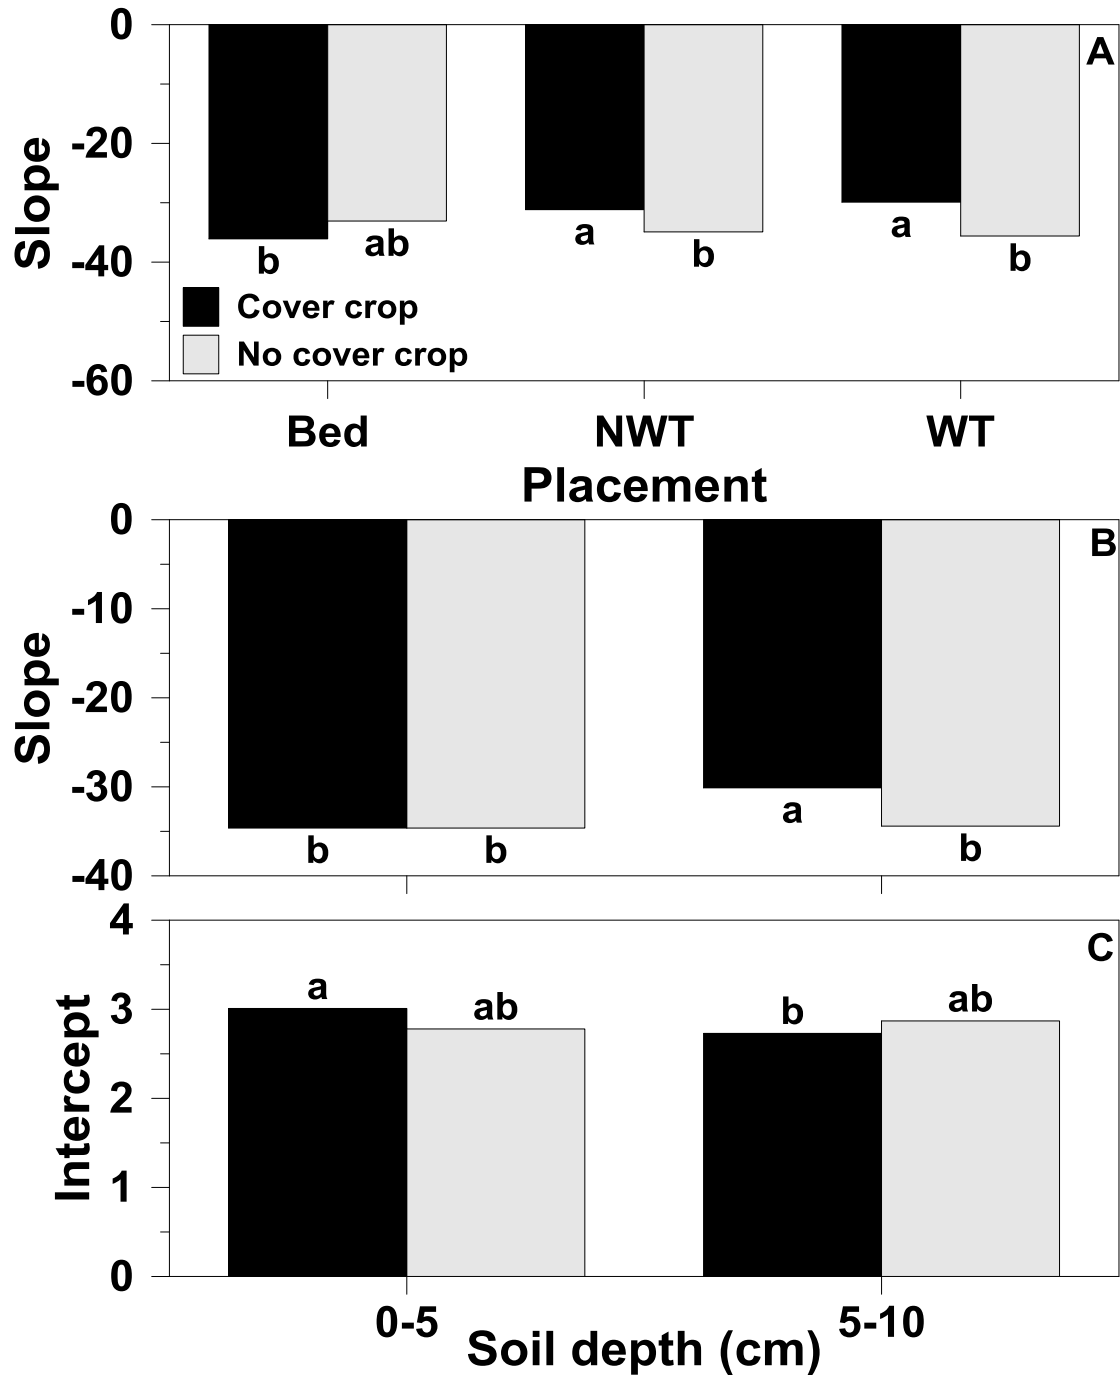 0
A
-20
Slope
b
ab
a
b
a
b
-40
Cover crop
No cover crop
-60
Bed
NWT
WT
Placement
0
B
-10
-20
Slope
-30
b
b
a
b
-40
4
C
a
ab
b
ab
3
Intercept
2
1
0
0-5
5-10
Soil depth (cm)